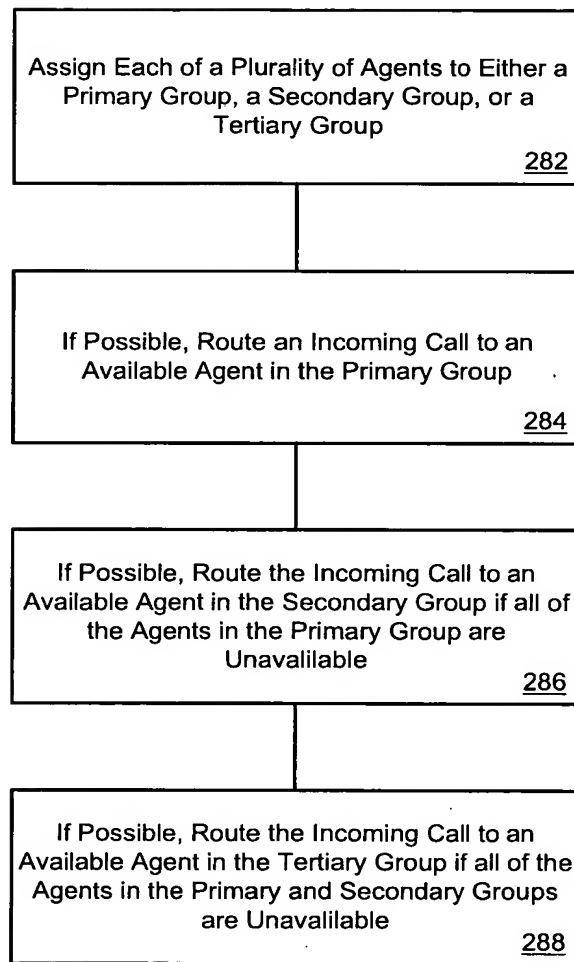 Assign Each of a Plurality of Agents to Either a
Primary Group, a Secondary Group, or a
Tertiary Group
282
If Possible, Route an Incoming Call to an
Available Agent in the Primary Group
284
If Possible, Route the Incoming Call to an
Available Agent in the Secondary Group if all of
the Agents in the Primary Group are
Unavalilable
286
If Possible, Route the Incoming Call to an
Available Agent in the Tertiary Group if all of the
Agents in the Primary and Secondary Groups
are Unavalilable
288